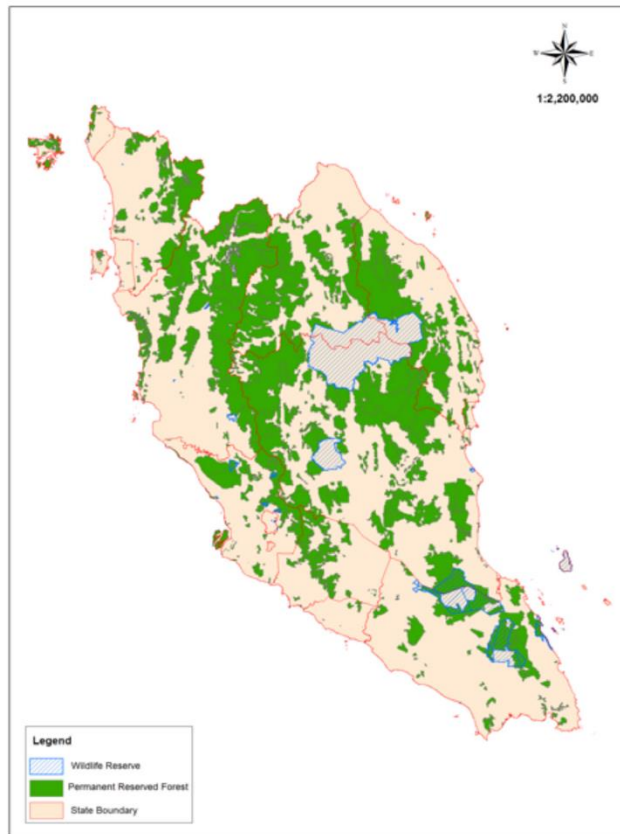 N
W
E
S
1:2,200,000
Legend
Wildlife Reserve
Permanent Reserved Forest
State Boundary